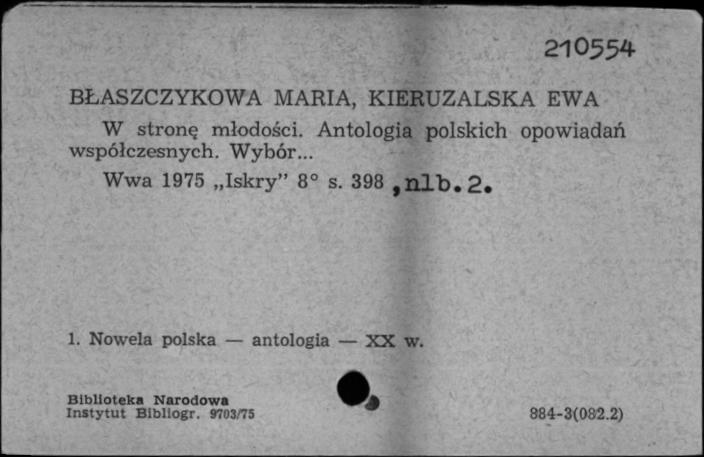 210554
BŁASZCZYKOWA MARIA, KIERUZALSKA EWA
W stronę młodości. Antologia polskich opowiadań
współczesnych. Wybór...
Wwa 1975 „Iskry” 8° s. 398 ,nlb.2.
1. Nowela polska — antologia — XX w.
Biblioteka Narodowa
Instytut Bibliogr. 9703/75
884-3(082.2)